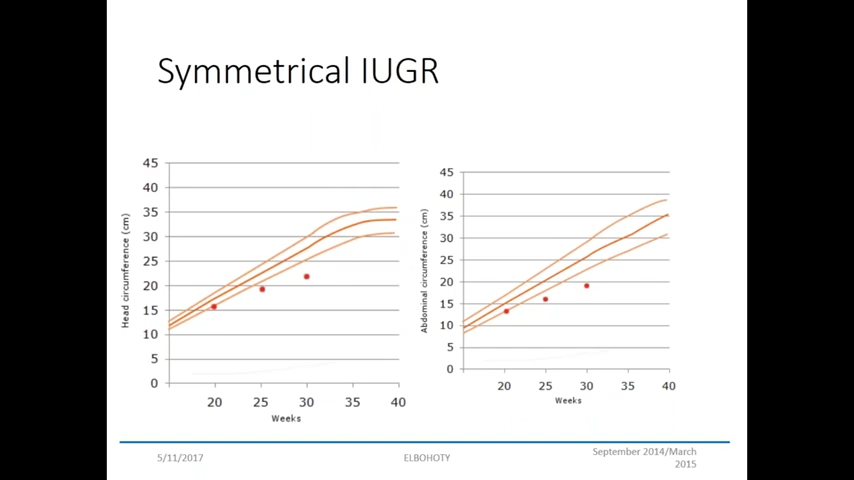 Symmetrical IUGR
45
40
35
30
25
20
15
10
5
0
Head circumference (cm)
20 25 30 35 40
Weeks
45
40
35
30
25
20
15
10
5
0
Abdominal circumference (cm)
20 25 30 35 40
Weeks
5/11/2017
ELBOHOTY
September 2014/March
2015